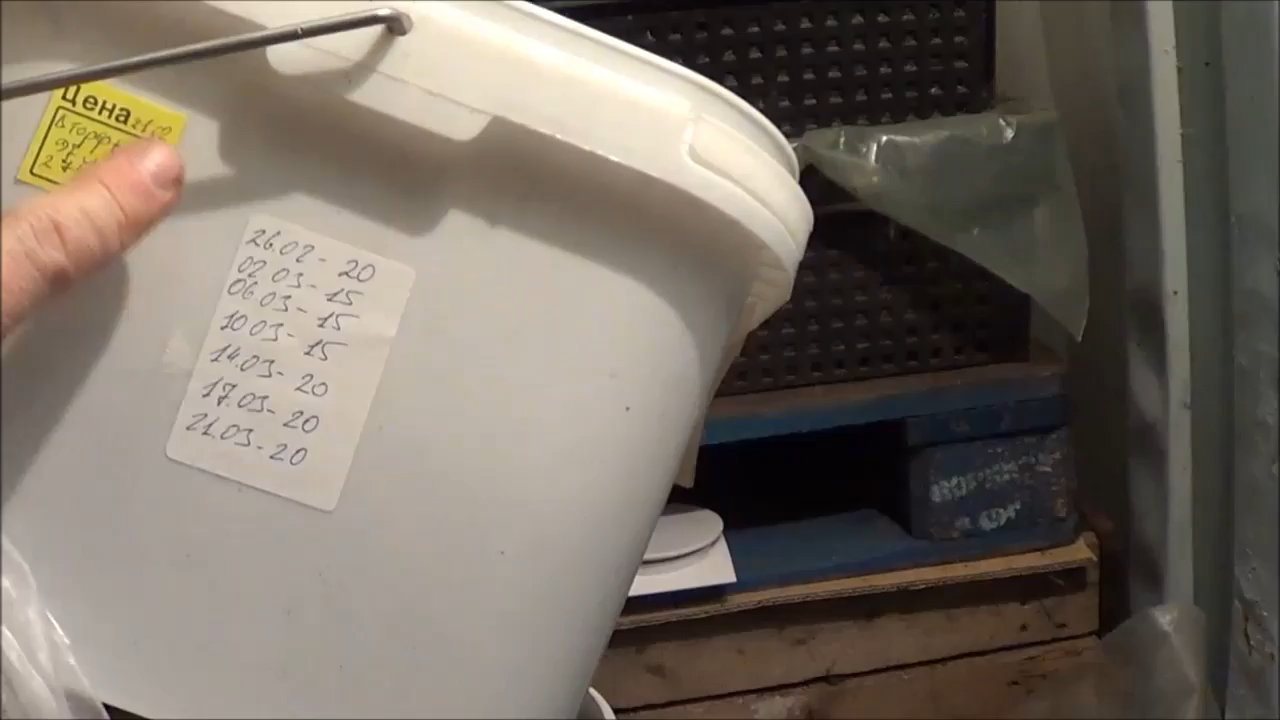 Цена
26.02 - 20
02 03 - 15
06 03 - 15
10 03 - 15
14.03 - 20
17.03 - 20
21.03 - 20